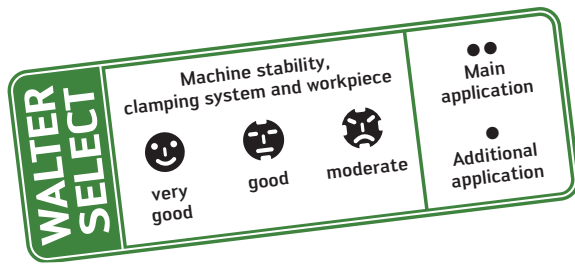 WALTER
SELECT
Machine stability,
clamping system and workpiece
very
good
good
moderate
Main
application
Additional
application